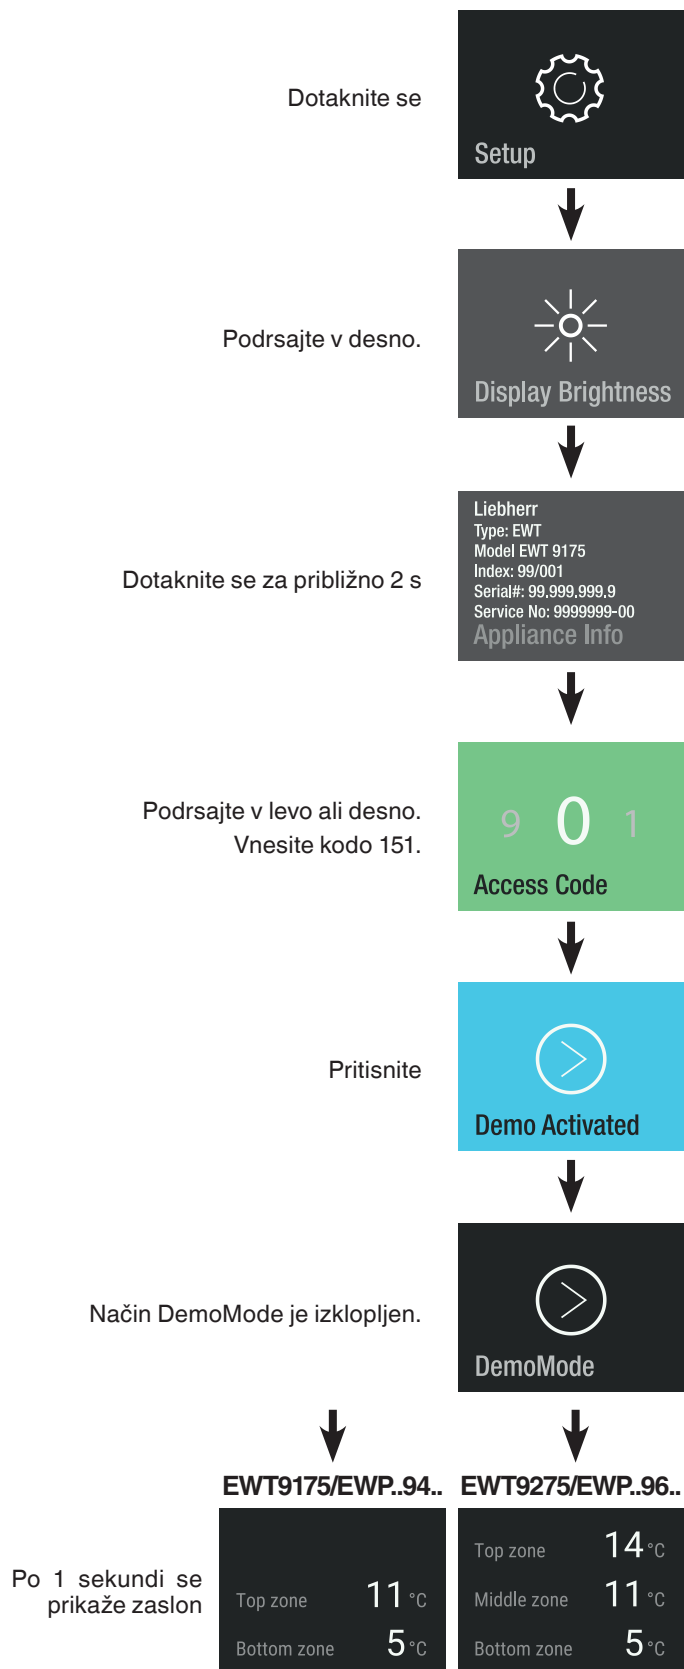 Dotaknite se
Setup
Podrsajte v desno.
Display Brightness
Dotaknite se za približno 2 s
Liebherr
Type: EWT
Model EWT 9175
Index: 99/001
Serial#: 99.999.999.9
Service No: 9999999-00
Appliance Info
Podrsajte v levo ali desno.
Vnesite kodo 151.
9 0 1
Access Code
Pritisnite
Demo Activated
Način DemoMode je izklopljen.
DemoMode
EWT9175/EWP..94..
EWT9275/EWP..96..
Po 1 sekundi se
prikaže zaslon
Top zone 11 °C
Bottom zone 5 °C
Top zone 14 °C
Middle zone 11 °C
Bottom zone 5 °C